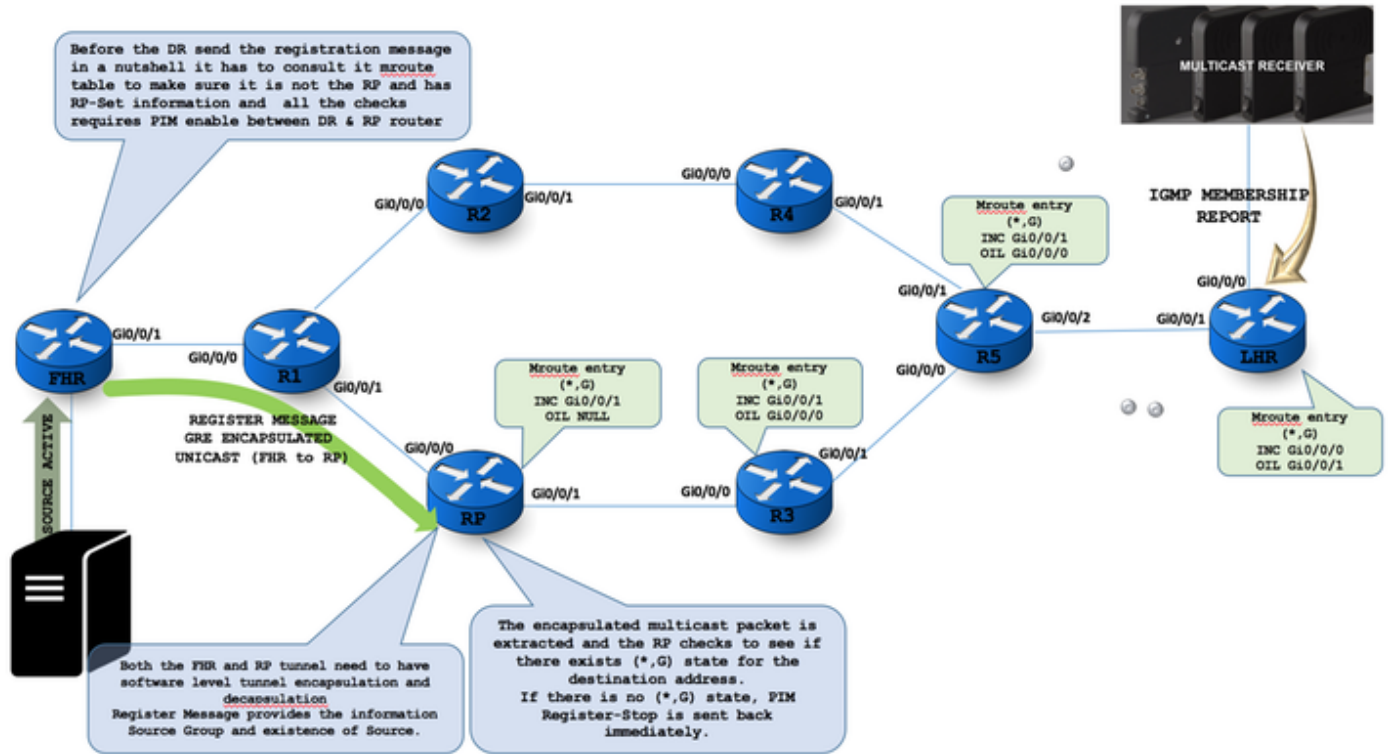 Before the DR send the registration message
in a nutshell it has to consult it mroute
table to make sure it is not the RP and has
RP-Set information and all the checks
requires PIM enable between DR & RP router
MULTICAST RECEIVER
IGMP MEMBERSHIP
REPORT
Gi0/0/0
R2
Gi0/0/1
Gi0/0/0
R4
Gi0/0/1
Mroute entry
(*,G)
INC Gi0/0/1
OIL Gi0/0/0
FHR
Gi0/0/1
Gi0/0/0
R1
Gi0/0/1
Gi0/0/1
R5
Gi0/0/0
Gi0/0/2
Gi0/0/1
Gi0/0/0
LHR
Mroute entry
(*,G)
INC Gi0/0/1
OIL NULL
Mroute entry
(*,G)
INC Gi0/0/1
OIL Gi0/0/0
Mroute entry
(*,G)
INC Gi0/0/0
OIL Gi0/0/1
SOURCE ACTIVE
REGISTER MESSAGE
GRE ENCAPSULATED
UNICAST (FHR to RP)
Gi0/0/0
RP
Gi0/0/1
Gi0/0/0
R3
Gi0/0/1
Both the FHR and RP tunnel need to have
software level tunnel encapsulation and
decapsulation
Register Message provides the information
Source Group and existence of Source.
The encapsulated multicast packet is
extracted and the RP checks to see if
there exists (*,G) state for the
destination address.
If there is no (*,G) state, PIM
Register-Stop is sent back
immediately.